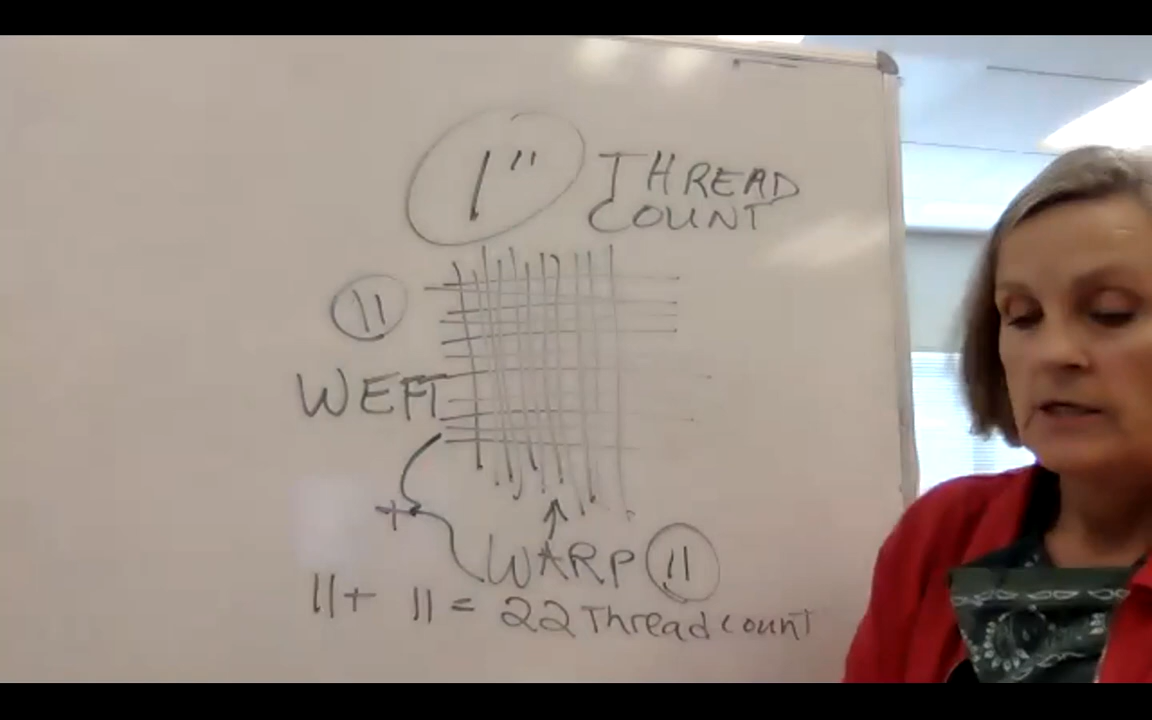 1" THREAD
COUNT
11
WEFT
+
WARP 11
11+ 11 = 22 Thread count